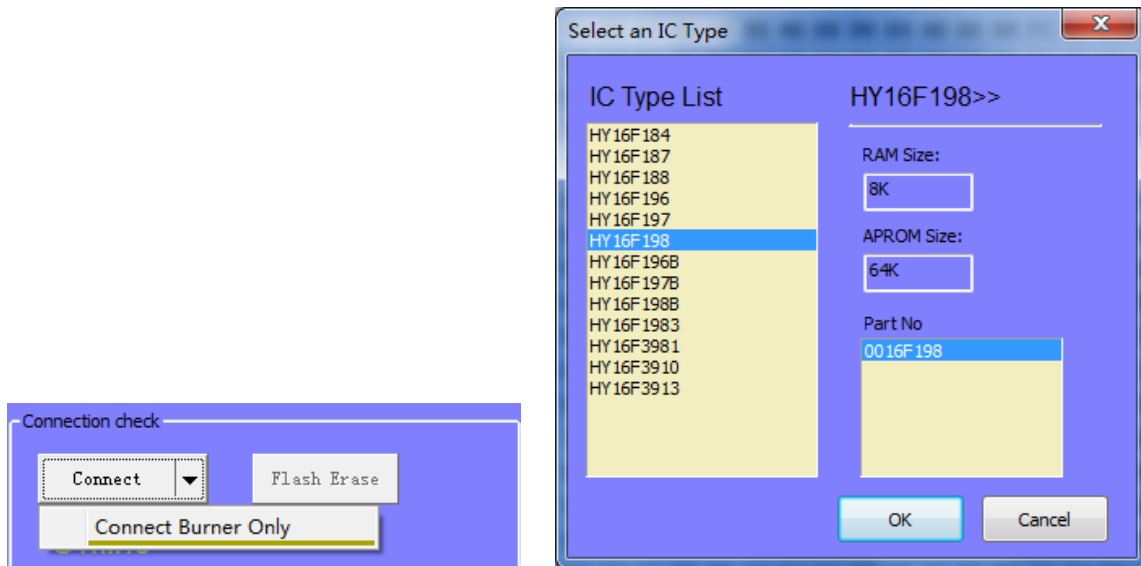 Connection check
Connect
Flash Erase
Connect Burner Only
Select an IC Type
IC Type List
HY16F184
HY16F187
HY16F188
HY16F196
HY16F197
HY16F198
HY16F196B
HY16F197B
HY16F198B
HY16F1983
HY16F3981
HY16F3910
HY16F3913
HY16F198>>
RAM Size:
8K
APROM Size:
64K
Part No
0016F198
OK
Cancel